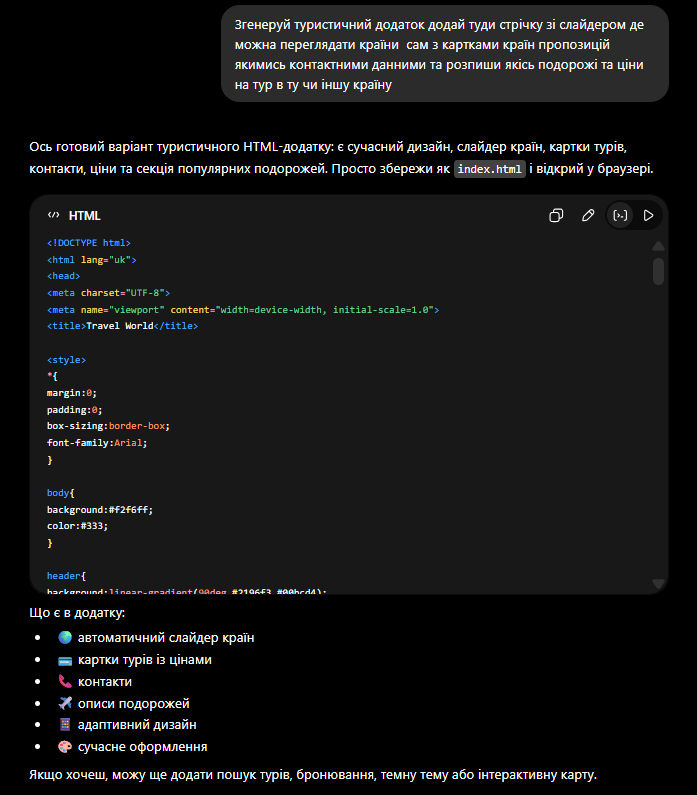 Згенеруй туристичний додаток додай туди стрічку зі слайдером де
можна переглядати країни  сам з картками країн пропозицій
якимись контактними данними та розпиши якісь подорожі та ціни
на тур в ту чи іншу країну
Ось готовий варіант туристичного HTML-додатку: є сучасний дизайн, слайдер країн, картки турів,
контакти, ціни та секція популярних подорожей. Просто збережи як index.html і відкрий у браузері.
HTML
<!DOCTYPE html>
<html lang="uk">
<head>
<meta charset="UTF-8">
<meta name="viewport" content="width=device-width, initial-scale=1.0">
<title>Travel World</title>
<style>
*{
margin:0;
padding:0;
box-sizing:border-box;
font-family:Arial;
}
body{
background:#f2f6ff;
color:#333;
}
header{
background:linear-gradient(90deg,#2196f3,#00bcd4);
Що є в додатку:
автоматичний слайдер країн
картки турів із цінами
контакти
описи подорожей
адаптивний дизайн
сучасне оформлення
Якщо хочеш, можу ще додати пошук турів, бронювання, темну тему або інтерактивну карту.